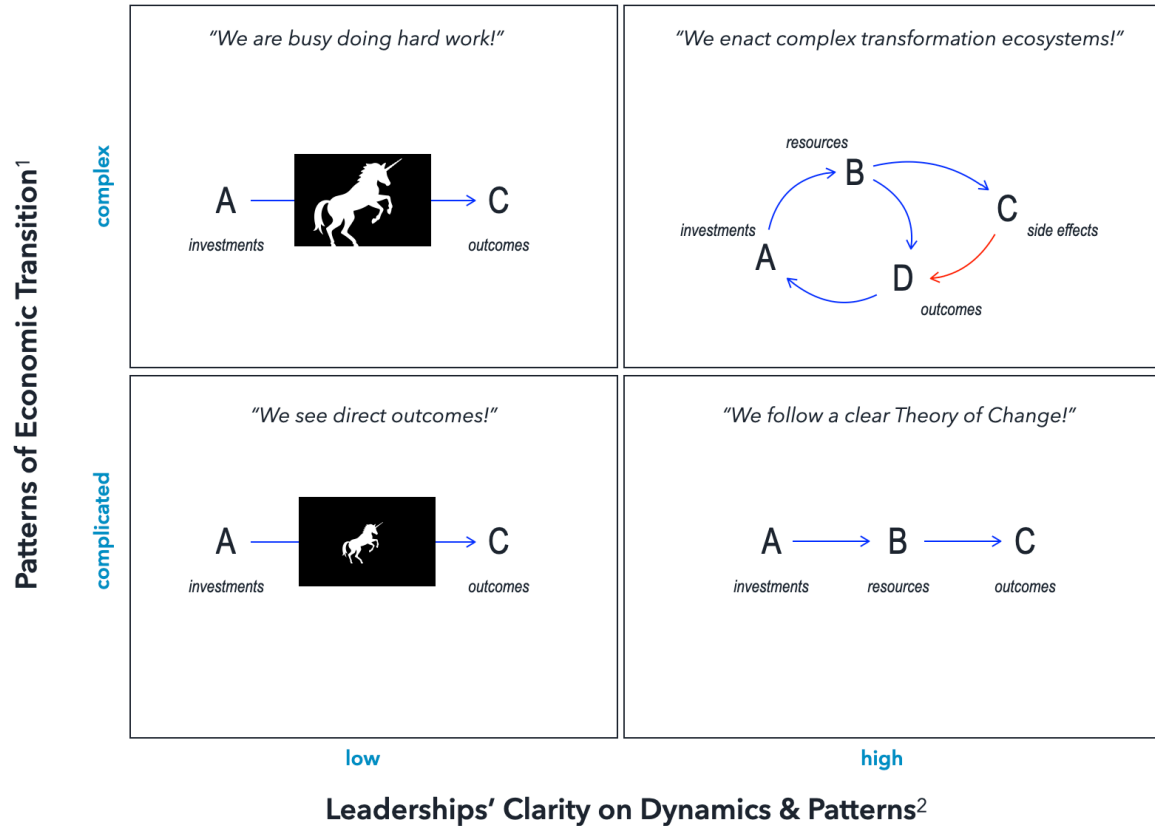 “We are busy doing hard work!”
“We enact complex transformation ecosystems!”
Patterns of Economic Transition1
complex
A
investments
C
outcomes
resources
B
investments
A
C
side effects
D
outcomes
“We see direct outcomes!”
“We follow a clear Theory of Change!”
complicated
A
investments
C
outcomes
A
B
C
investments
resources
outcomes
low
high
Leaderships’ Clarity on Dynamics & Patterns2